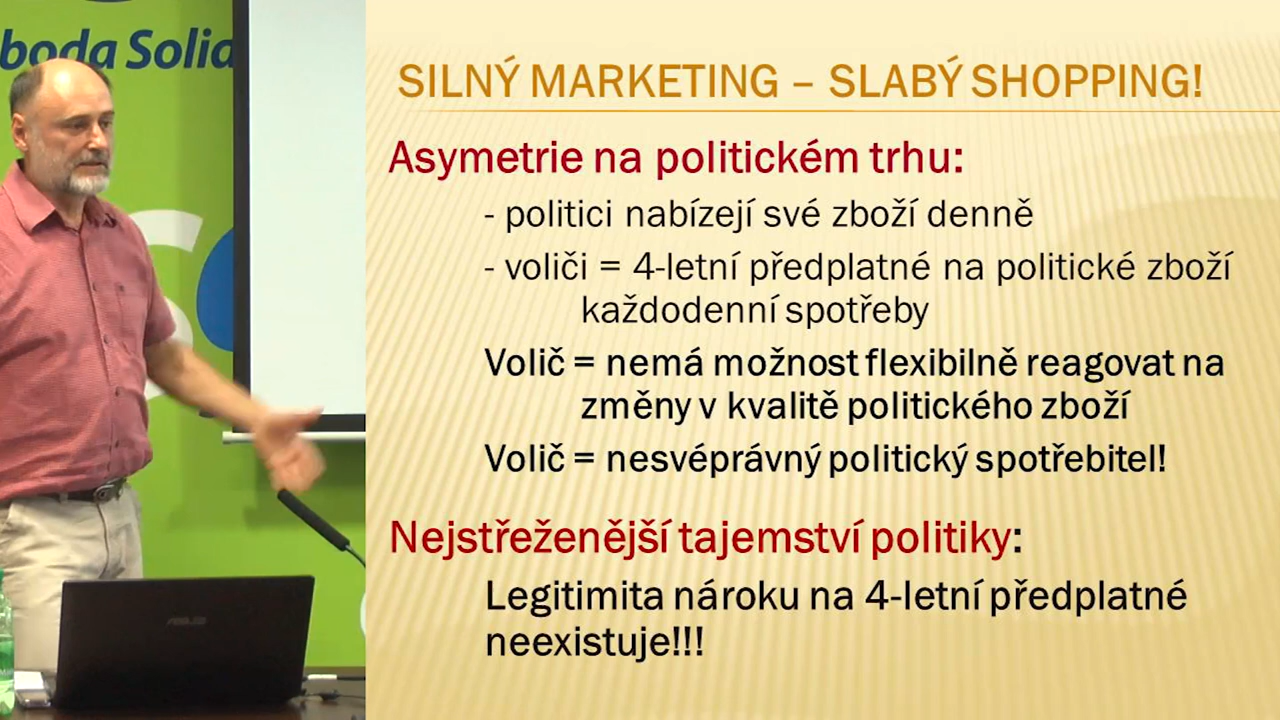 boda Solid
SILNÝ MARKETING – SLABÝ SHOPPING!
Asymetrie na politickém trhu:
- politici nabízejí své zboží denně
- voliči = 4-letní předplatné na politické zboží
každodenní spotřeby
Volič = nemá možnost flexibilně reagovat na
změny v kvalitě politického zboží
Volič = nesvéprávný politický spotřebitel!
Nejstřeženější tajemství politiky:
Legitimita nároku na 4-letní předplatné
neexistuje!!!
ASUS